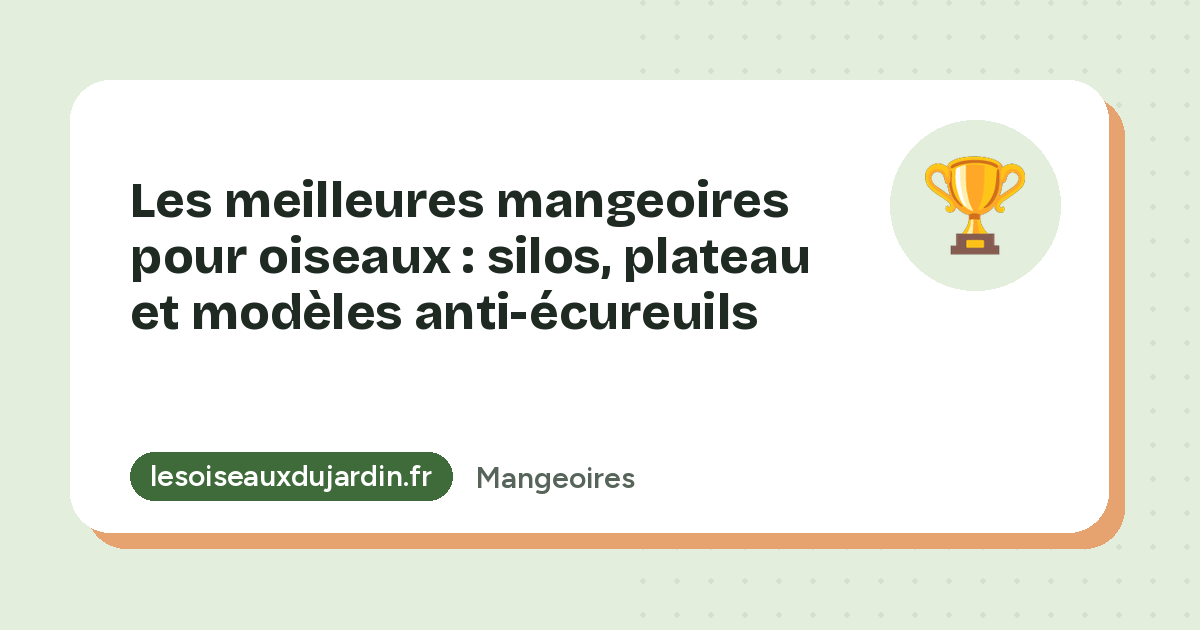 Les meilleures mangeoires
pour oiseaux : silos, plateau
et modèles anti-écureuils
lesoiseauxdujardin.fr Mangeoires